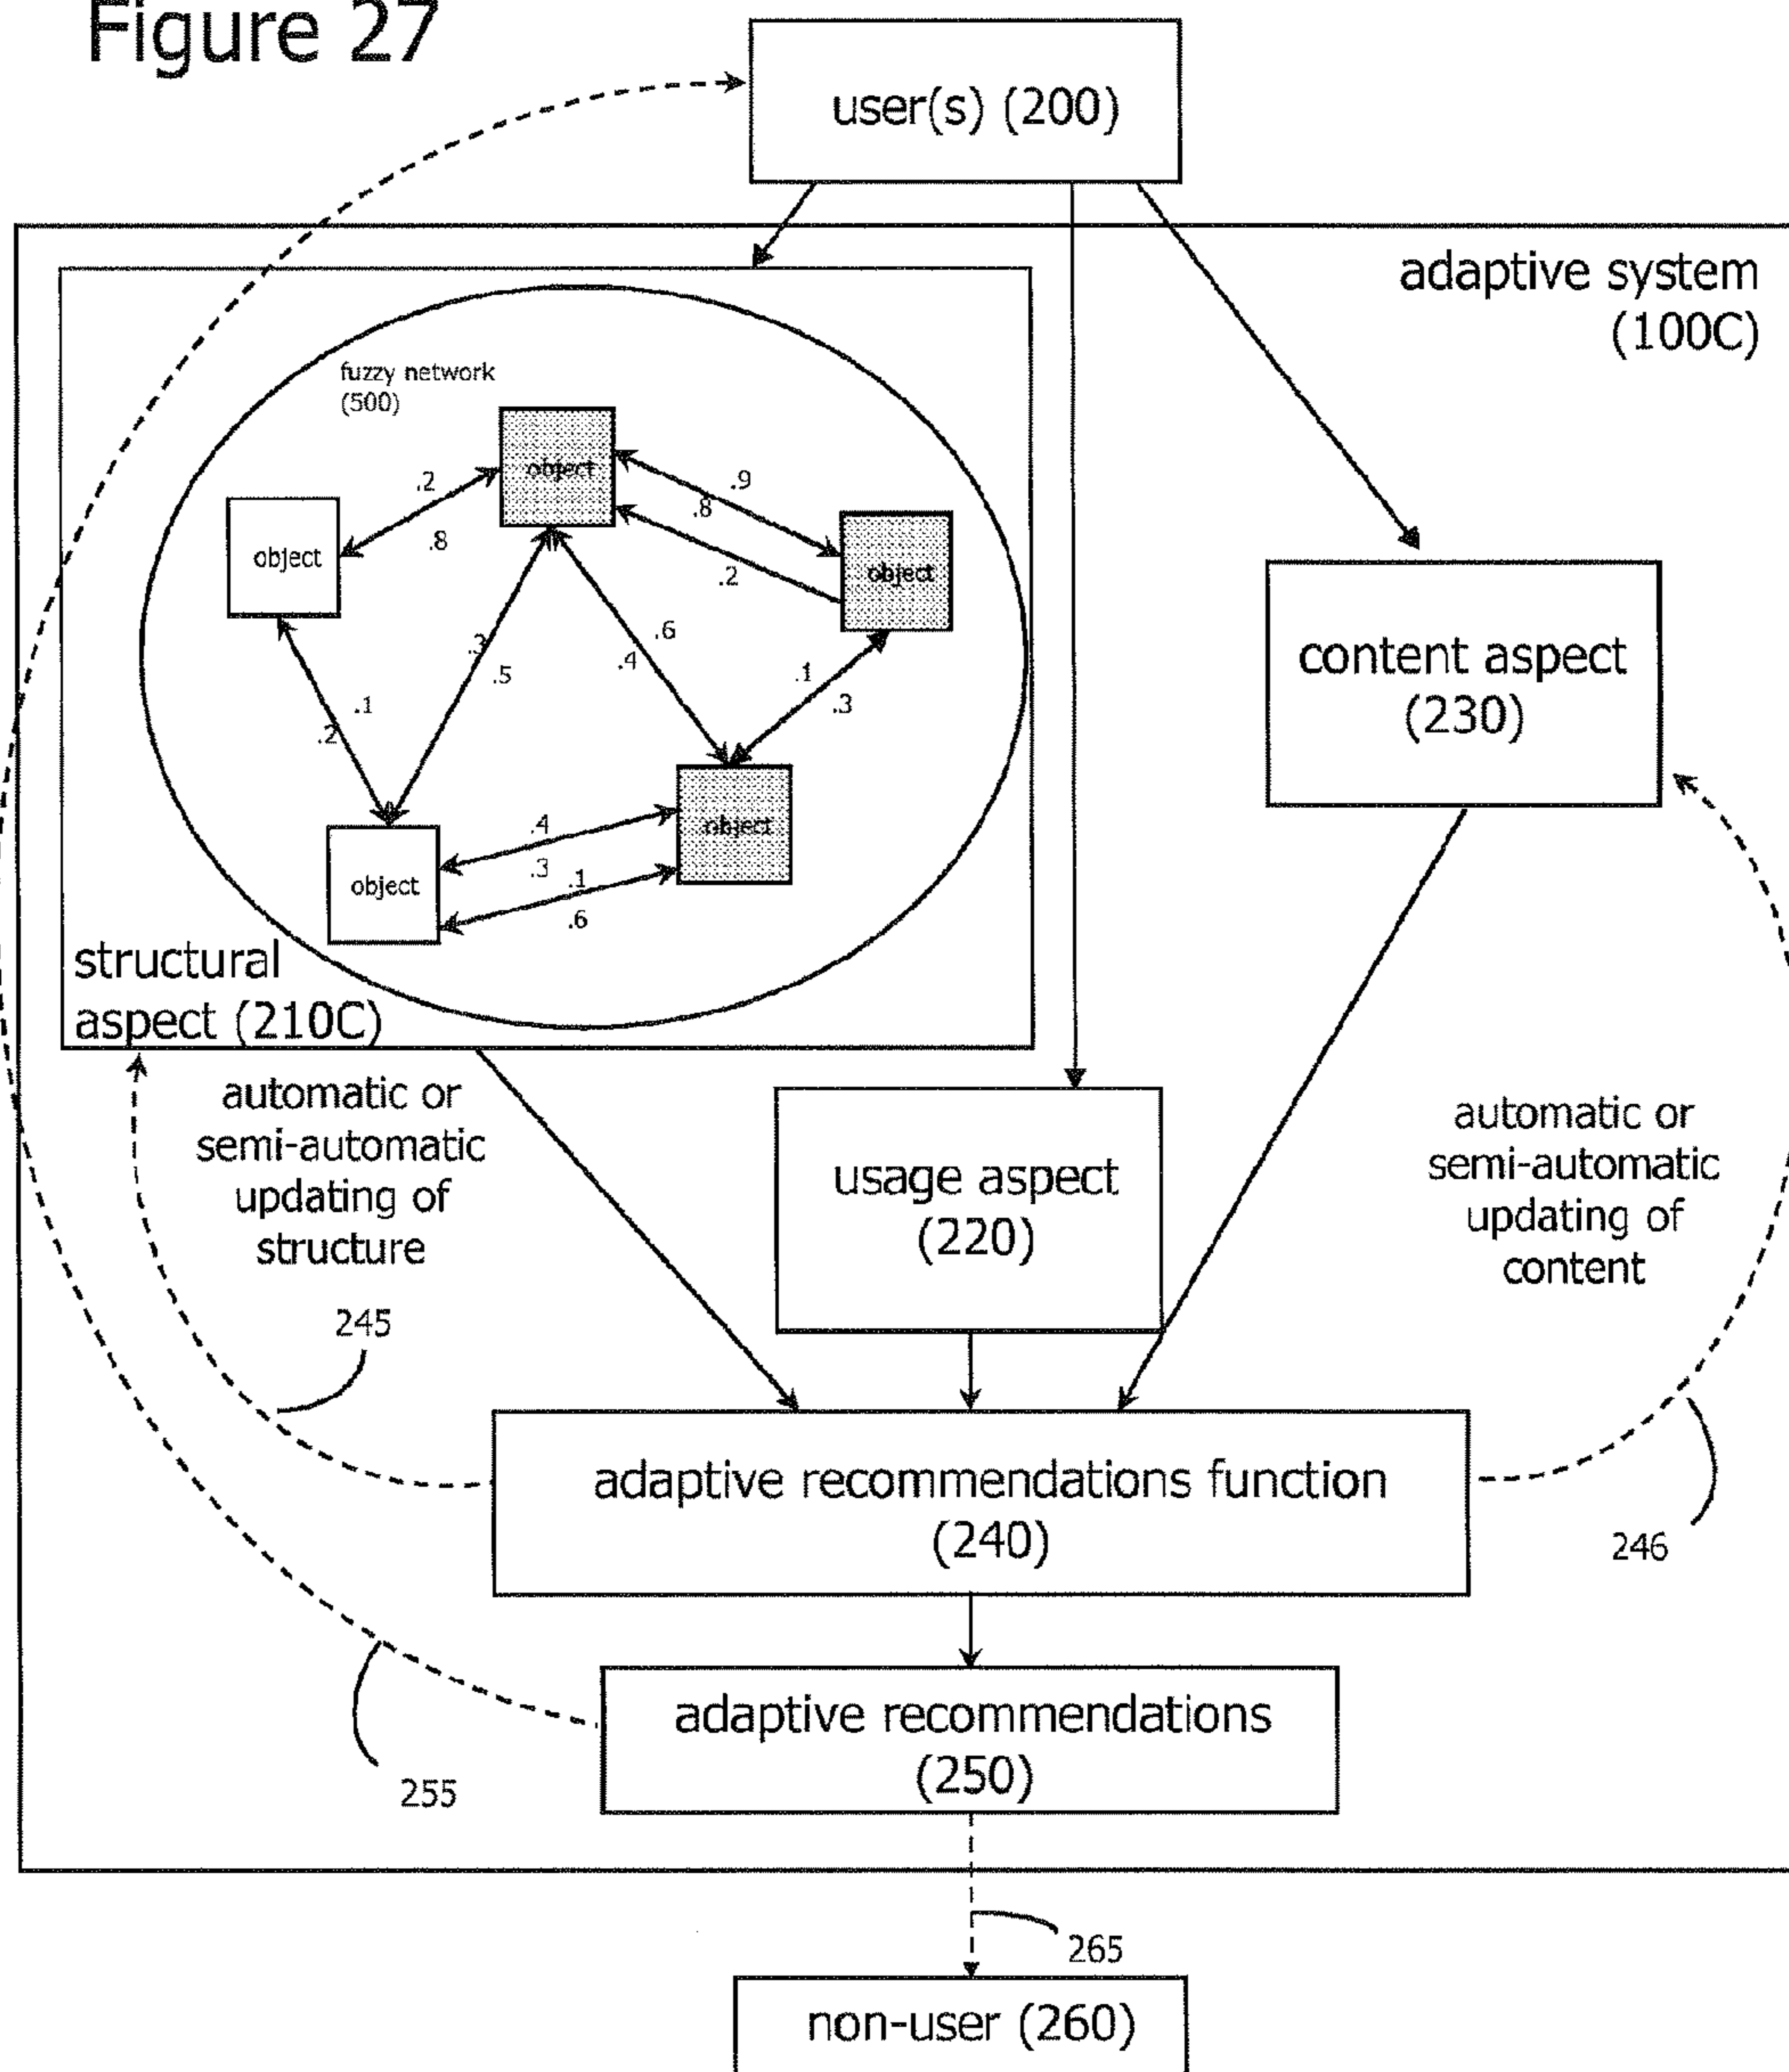 Figure 27
user(s) (200)
adaptive system
(100C)
fuzzy network
(500)
object
.2
.8
.9
.8
object
.2
object
.3
.5
.6
.4
.1
.3
.1
.2
object
.4
.3
.1
.6
object
content aspect
(230)
structural
aspect (210C)
automatic or
semi-automatic
updating of
structure
245
usage aspect
(220)
automatic or
semi-automatic
updating of
content
246
adaptive recommendations function
(240)
adaptive recommendations
(250)
255
265
non-user (260)